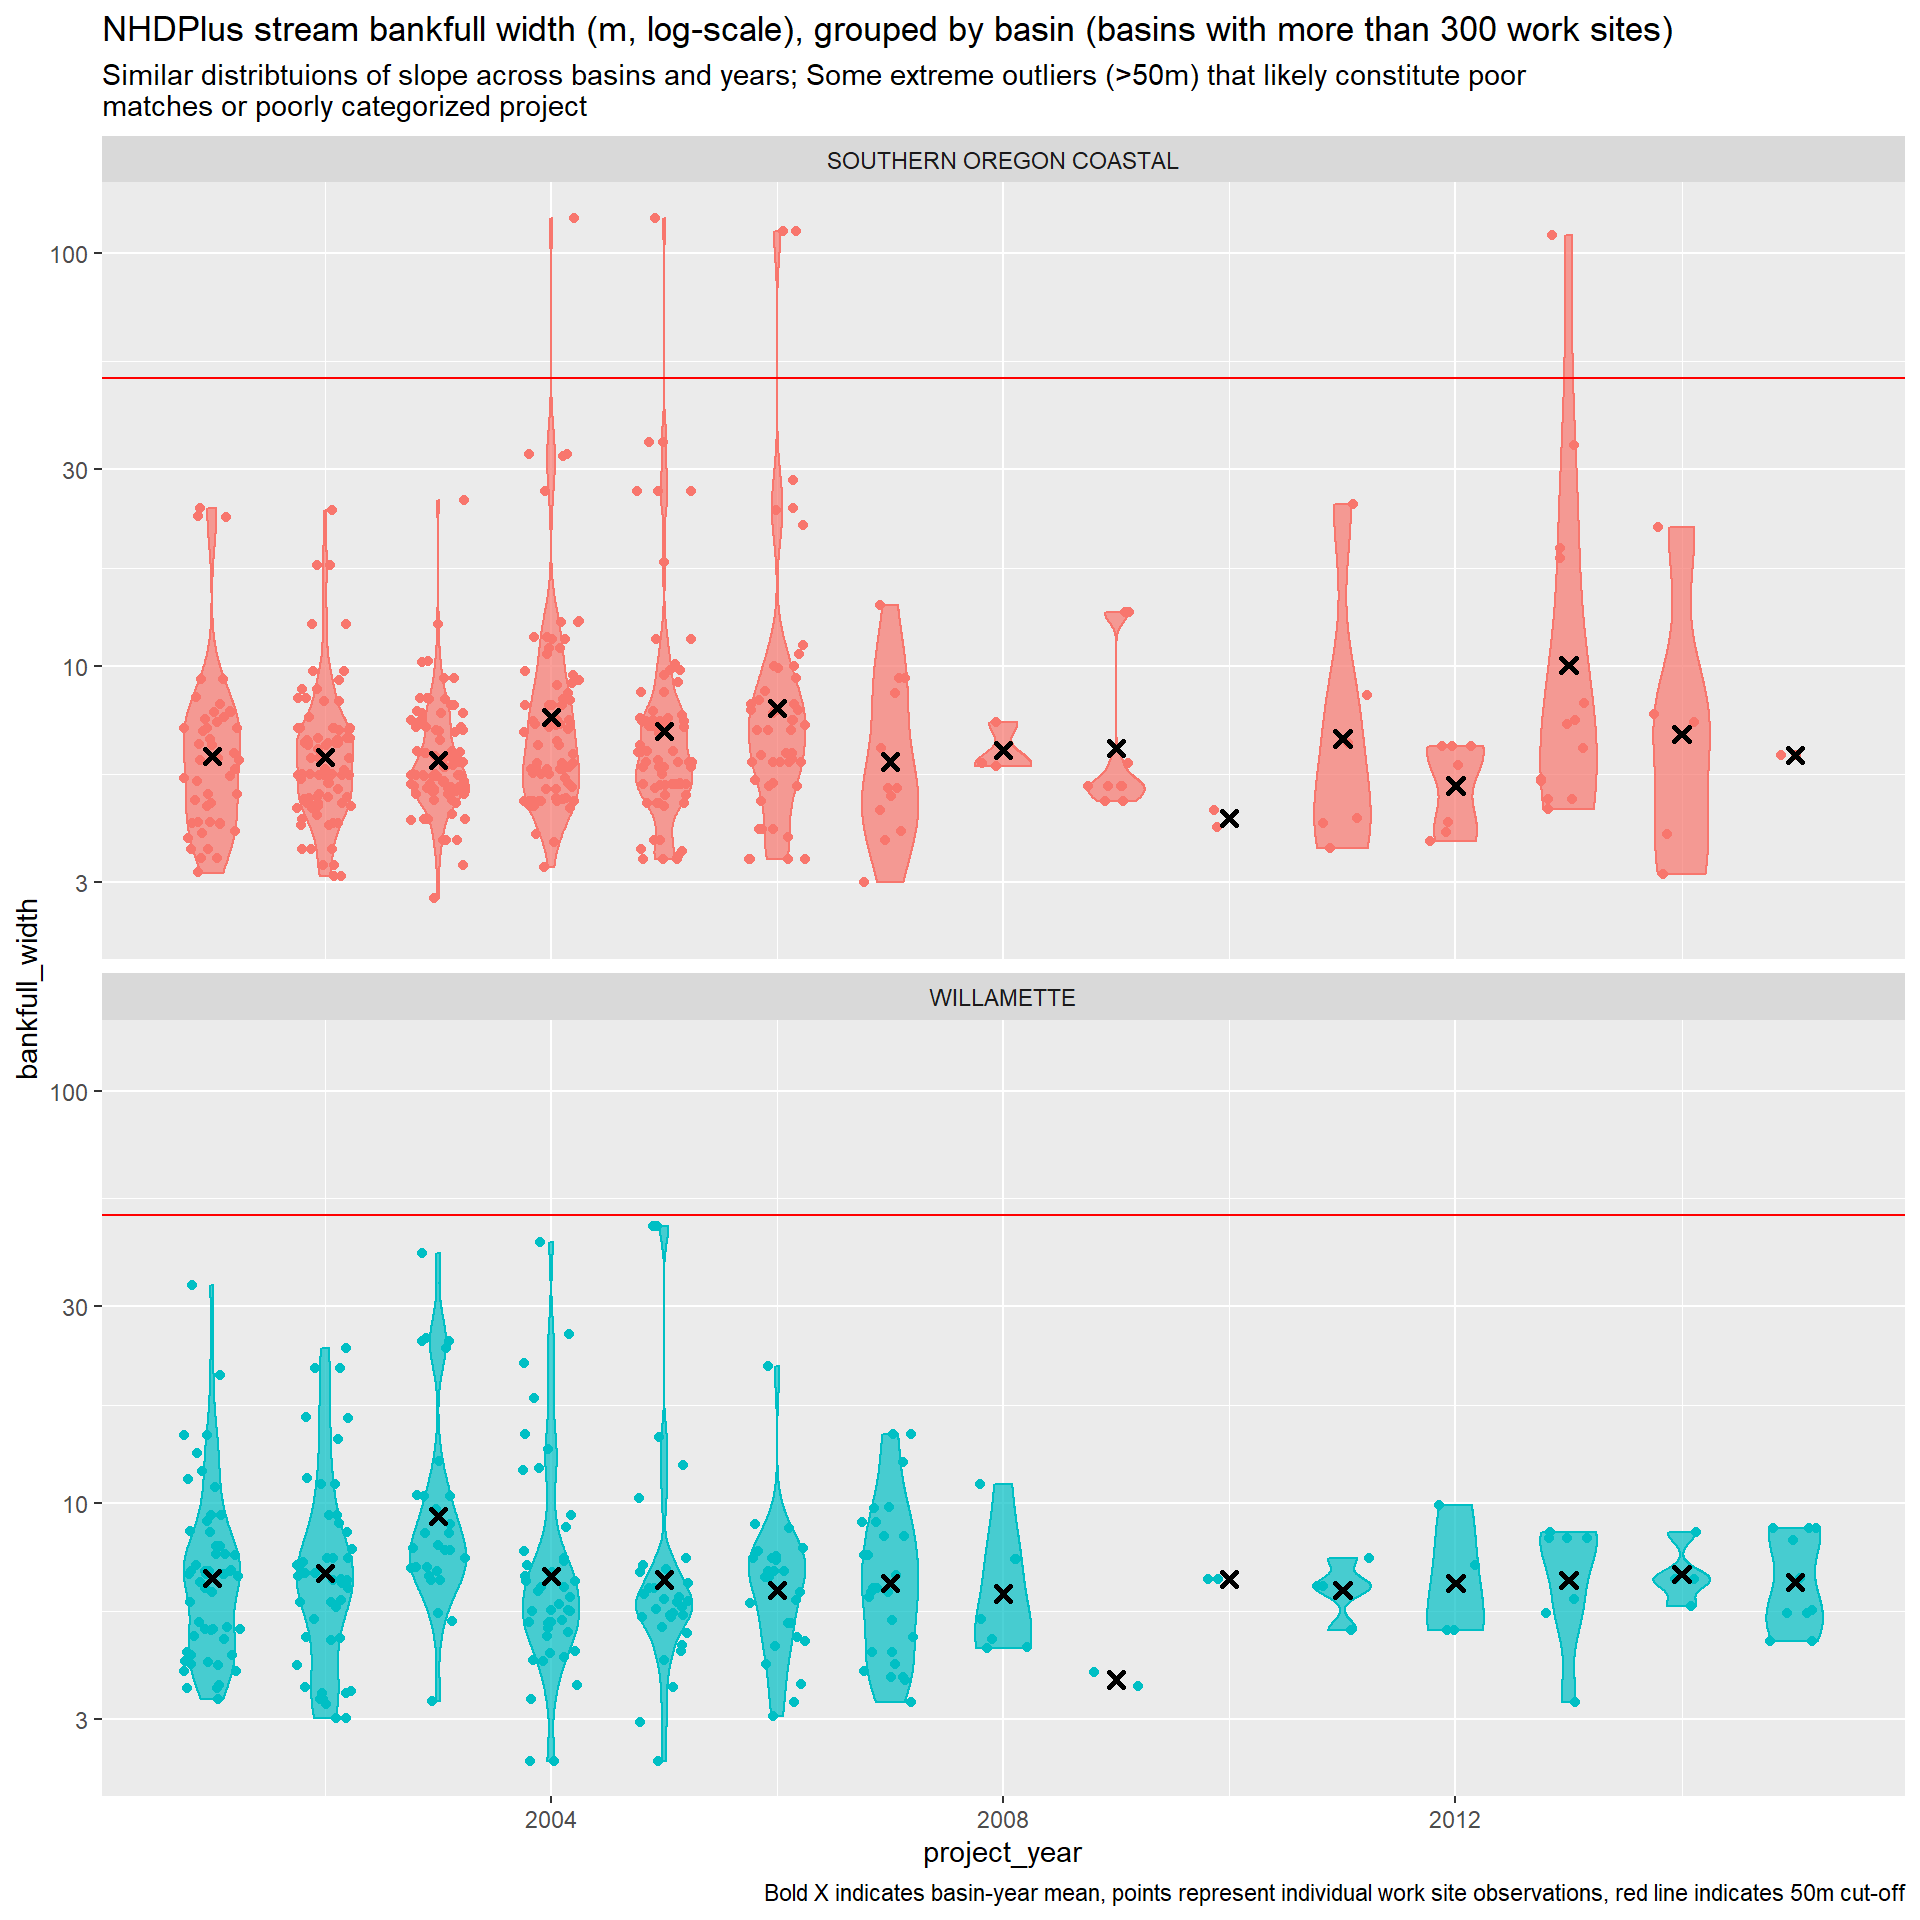 NHDPlus stream bankfull width (m, log-scale), grouped by basin (basins with more than 300 work sites)
Similar distribtuions of slope across basins and years; Some extreme outliers (>50m) that likely constitute poor
matches or poorly categorized project
SOUTHERN OREGON COASTAL
100
30
10
3
bankfull_width
WILLAMETTE
100
30
10
3
2004 2008 2012
project_year
Bold X indicates basin-year mean, points represent individual work site observations, red line indicates 50m cut-off